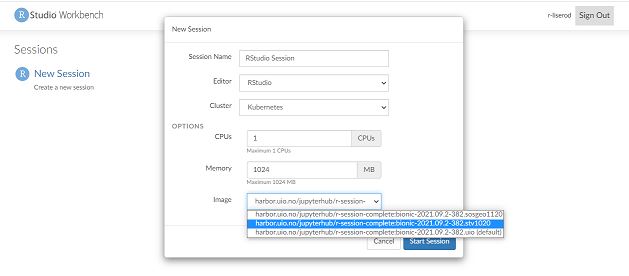 R Studio Workbench
r-liserod
Sign Out
Sessions
R New Session
Create a new session
New Session
Session Name
RStudio Session
Editor
RStudio
Cluster
Kubernetes
OPTIONS
CPUs
1
CPUs
Maximum 1 CPUs
Memory
1024
MB
Maximum 1024 MB
Image
harbor.uio.no/jupyterhub/r-session-
harbor.uio.no/jupyterhub/r-session-complete:bionic-2021.09.2-382.sosgeo1120
harbor.uio.no/jupyterhub/r-session-complete:bionic-2021.09.2-382.stv1020
harbor.uio.no/jupyterhub/r-session-complete:bionic-2021.09.2-382.uio (default)
Cancel
Start Session